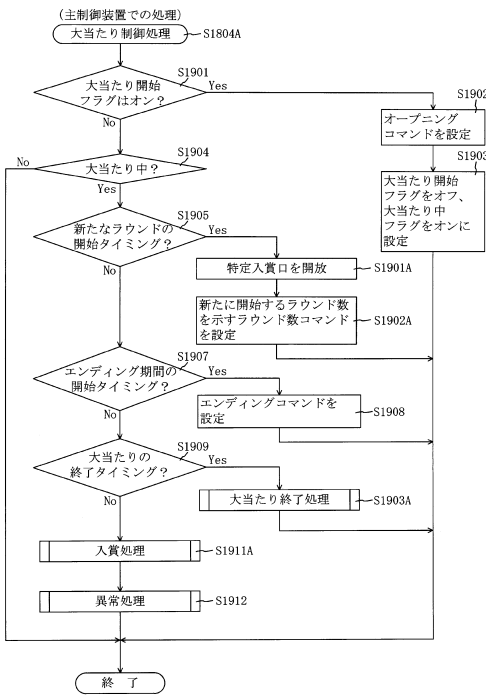 (主制御装置での処理)
大当たり制御処理
S1804A
S1901
大当たり開始
フラグはオン?
Yes
No
S1902
オープニング
コマンドを設定
S1903
大当たり開始
フラグをオフ、
大当たり中
フラグをオンに
設定
S1904
大当たり中?
No
Yes
S1905
新たなラウンドの
開始タイミング?
Yes
No
特定入賞口を開放
S1901A
新たに開始するラウンド数
を示すラウンド数コマンド
を設定
S1902A
S1907
エンディング期間の
開始タイミング?
Yes
No
エンディングコマンドを
設定
S1908
S1909
大当たりの
終了タイミング?
Yes
No
大当たり終了処理
S1903A
入賞処理
S1911A
異常処理
S1912
終 了